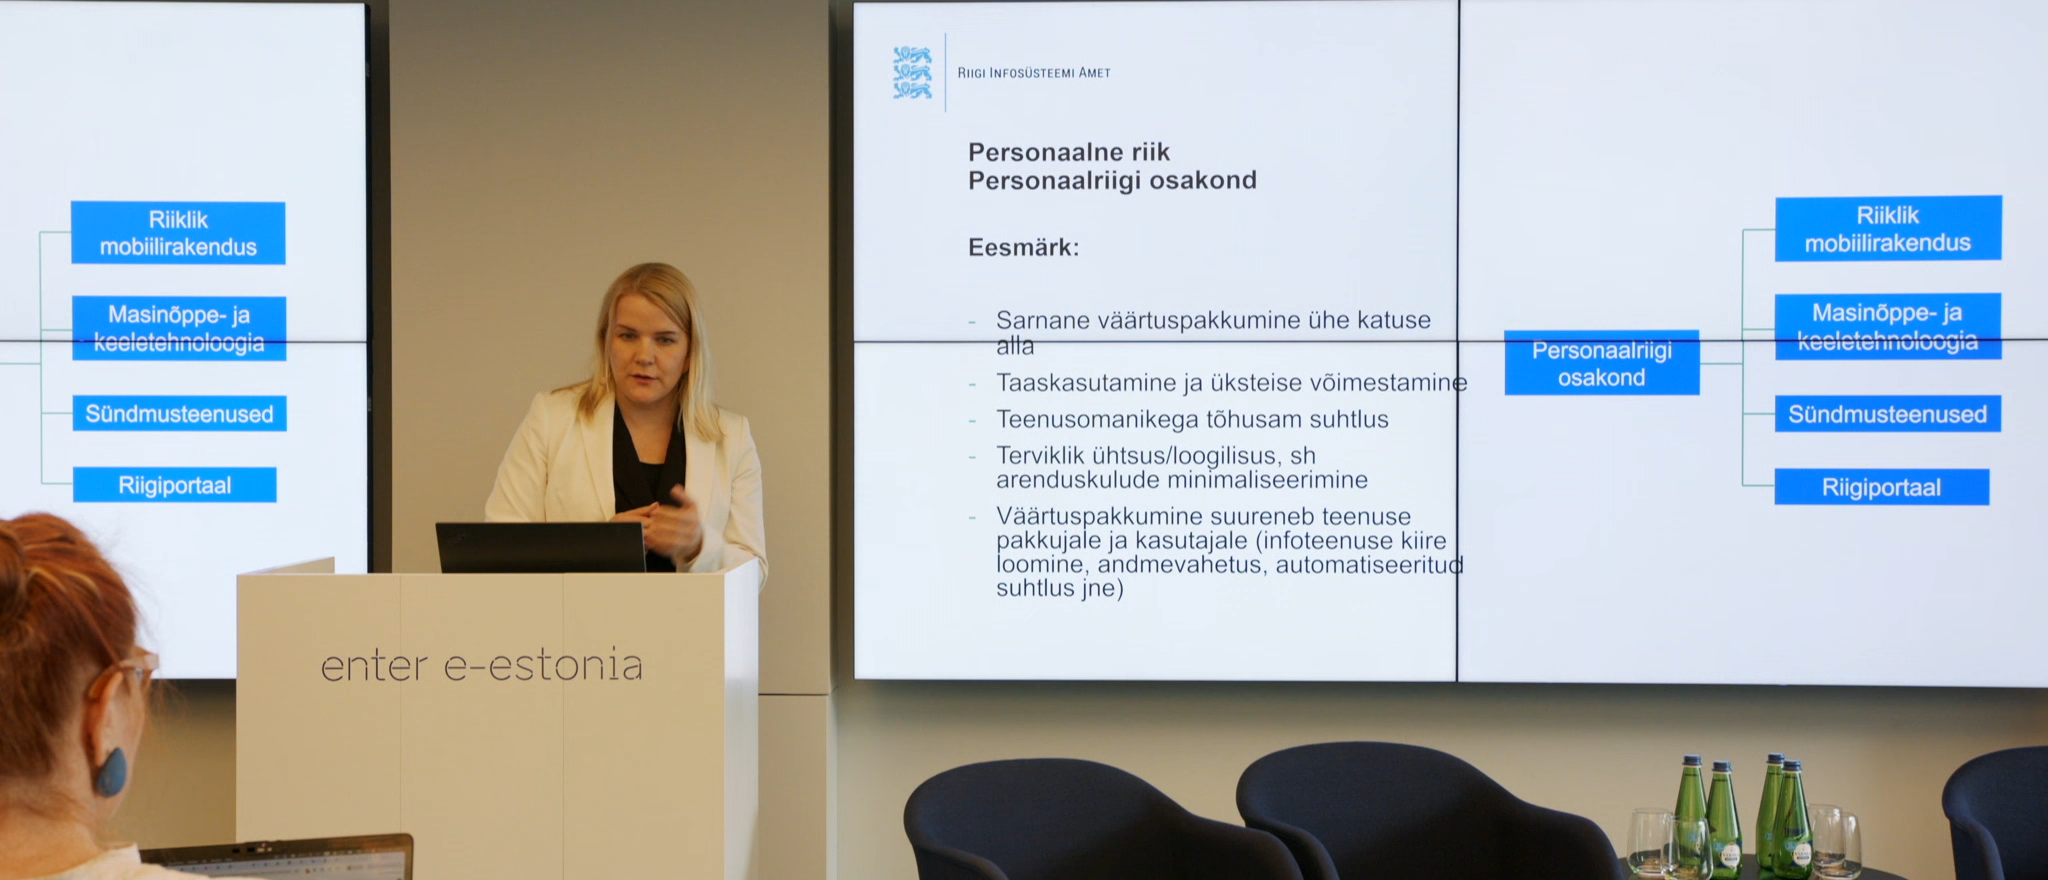 Riiklik
mobiilirakendus
Masinõppe- ja
keeletehnoloogia
Sündmusteenused
Riigiportaal
enter e-estonia
RIIGI INFOSÜSTEEMI AMET
Personaalne riik
Personaalriigi osakond
Eesmärk:
- Sarnane väärtuspakkumine ühe katuse
alla
- Taaskasutamine ja üksteise võimestamine
- Teenusomanikega tõhusam suhtlus
- Terviklik ühtsus/loogilisus, sh
arenduskulude minimaliseerimine
- Väärtuspakkumine suureneb teenuse
pakkujale ja kasutajale (infoteenuse kiire
loomine, andmevahetus, automatiseeritud
suhtlus jne)
Personaalriigi
osakond
Riiklik
mobiilirakendus
Masinõppe- ja
keeletehnoloogia
Sündmusteenused
Riigiportaal